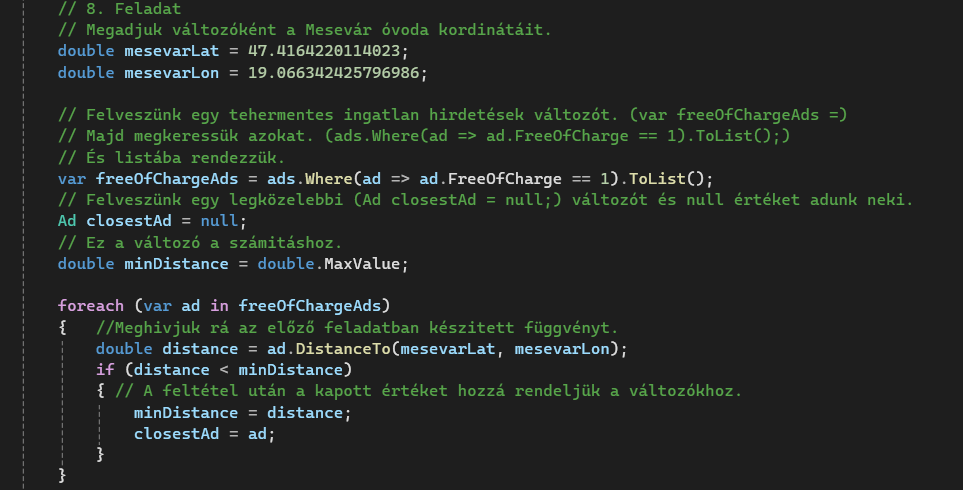 // 8. Feladat
// Megadjuk változóként a Mesevár óvoda kordinátáit.
double mesevarLat = 47.4164220114023;
double mesevarLon = 19.066342425796986;
// Felveszünk egy tehermentes ingatlan hirdetések változót. (var freeOfChargeAds =)
// Majd megkeressük azokat. (ads.Where(ad => ad.FreeOfCharge == 1).ToList();)
// És listába rendezzük.
var freeOfChargeAds = ads.Where(ad => ad.FreeOfCharge == 1).ToList();
// Felveszünk egy legközelebbi (Ad closestAd = null;) változót és null értéket adunk neki.
Ad closestAd = null;
// Ez a változó a számitáshoz.
double minDistance = double.MaxValue;
foreach (var ad in freeOfChargeAds)
{   //Meghivjuk rá az előző feladatban készitett függvényt.
double distance = ad.DistanceTo(mesevarLat, mesevarLon);
if (distance < minDistance)
{ // A feltétel után a kapott értéket hozzá rendeljük a változókhoz.
minDistance = distance;
closestAd = ad;
}
}